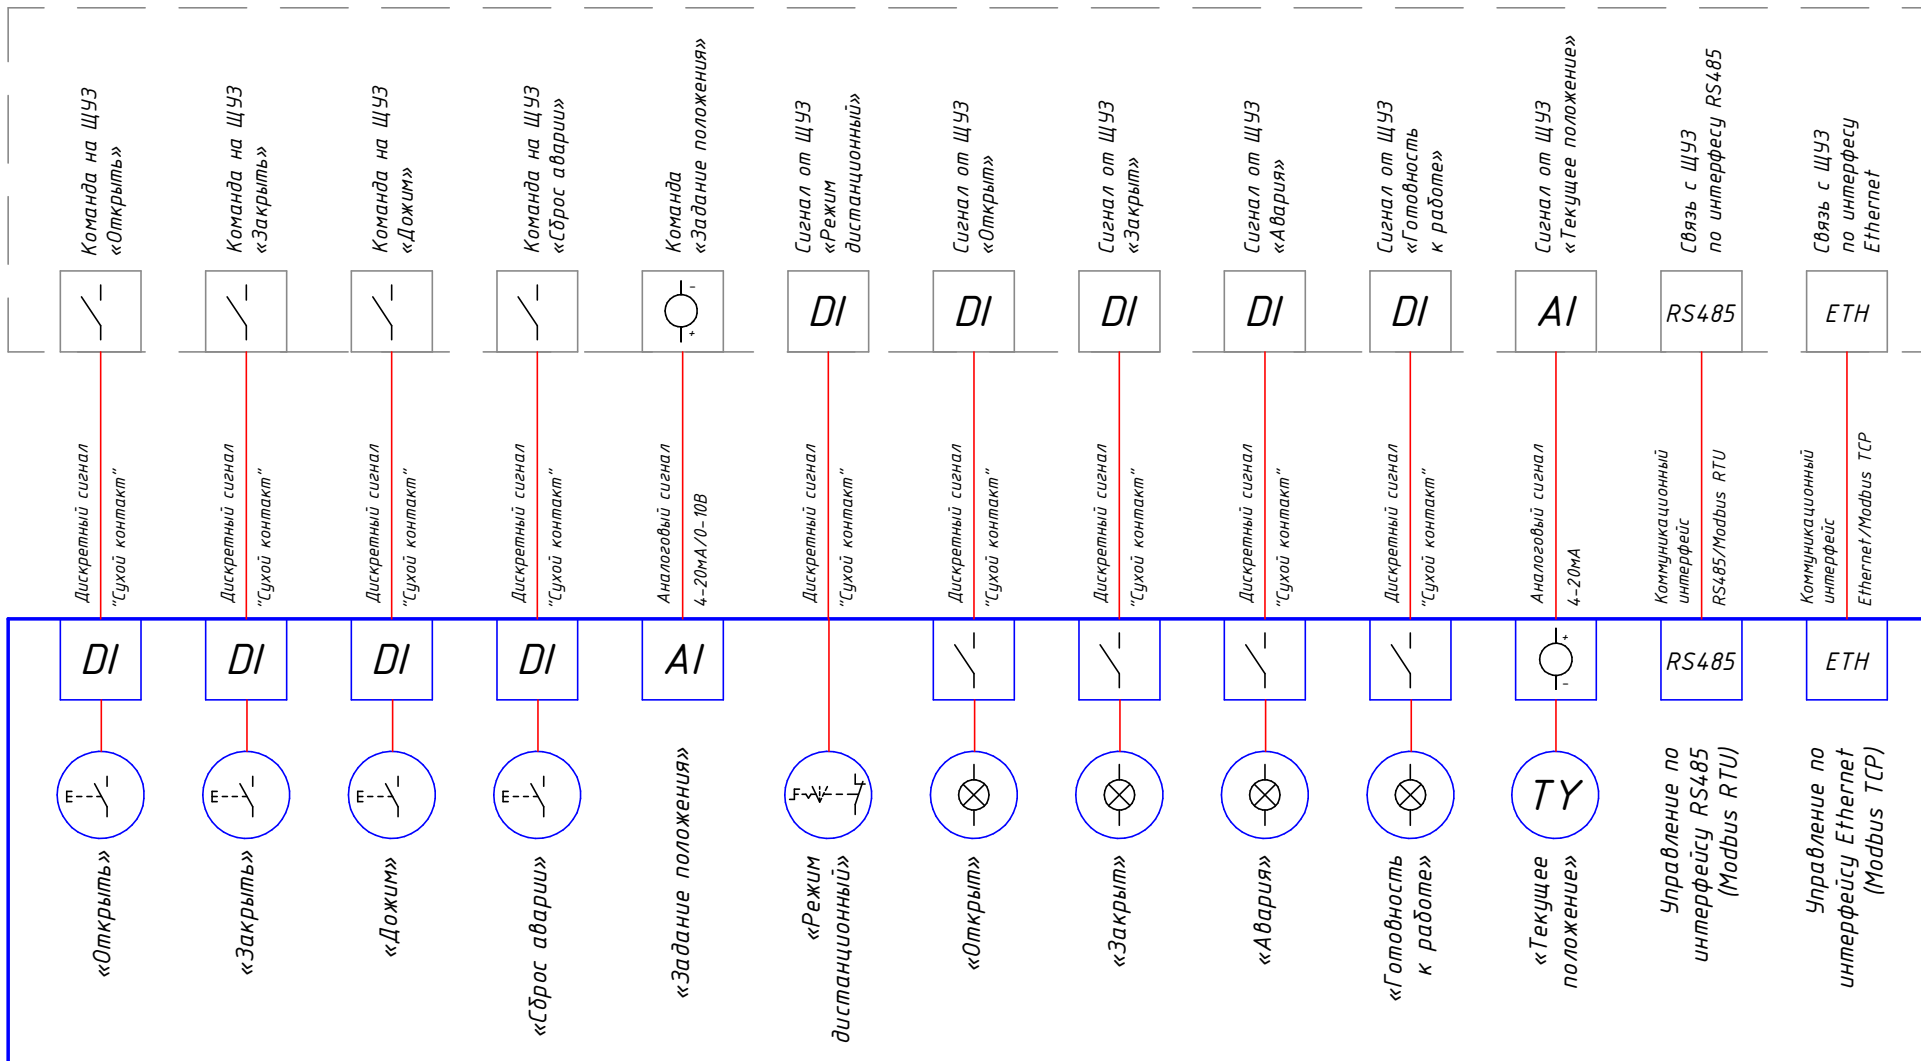 Команда на ЩУЗ
«Открыть»
Команда на ЩУЗ
«Закрыть»
Команда на ЩУЗ
«Дожим»
Команда на ЩУЗ
«Сброс аварии»
Команда
«Задание положения»
Сигнал от ЩУЗ
«Режим
дистанционный»
Сигнал от ЩУЗ
«Открыт»
Сигнал от ЩУЗ
«Закрыт»
Сигнал от ЩУЗ
«Авария»
Сигнал от ЩУЗ
«Готовность
к работе»
Сигнал от ЩУЗ
«Текущее положение»
Связь с ЩУЗ
по интерфесу RS485
Связь с ЩУЗ
по интерфесу
Ethernet
- +
DI
DI
DI
DI
DI
AI
RS485
ETH
Дискретный сигнал
"Сухой контакт"
Дискретный сигнал
"Сухой контакт"
Дискретный сигнал
"Сухой контакт"
Дискретный сигнал
"Сухой контакт"
Аналоговый сигнал
4-20мА/0-10В
Дискретный сигнал
"Сухой контакт"
Дискретный сигнал
"Сухой контакт"
Дискретный сигнал
"Сухой контакт"
Дискретный сигнал
"Сухой контакт"
Дискретный сигнал
"Сухой контакт"
Аналоговый сигнал
4-20мА
Коммуникационный
интерфейс
RS485/Modbus RTU
Коммуникационный
интерфейс
Ethernet/Modbus TCP
DI
DI
DI
DI
AI
+ -
RS485
ETH
TY
«Открыть»
«Закрыть»
«Дожим»
«Сброс аварии»
«Задание положения»
«Режим
дистанционный»
«Открыт»
«Закрыт»
«Авария»
«Готовность
к работе»
«Текущее
положение»
Управление по
интерфейсу RS485
(Modbus RTU)
Управление по
интерфейсу Ethernet
(Modbus TCP)